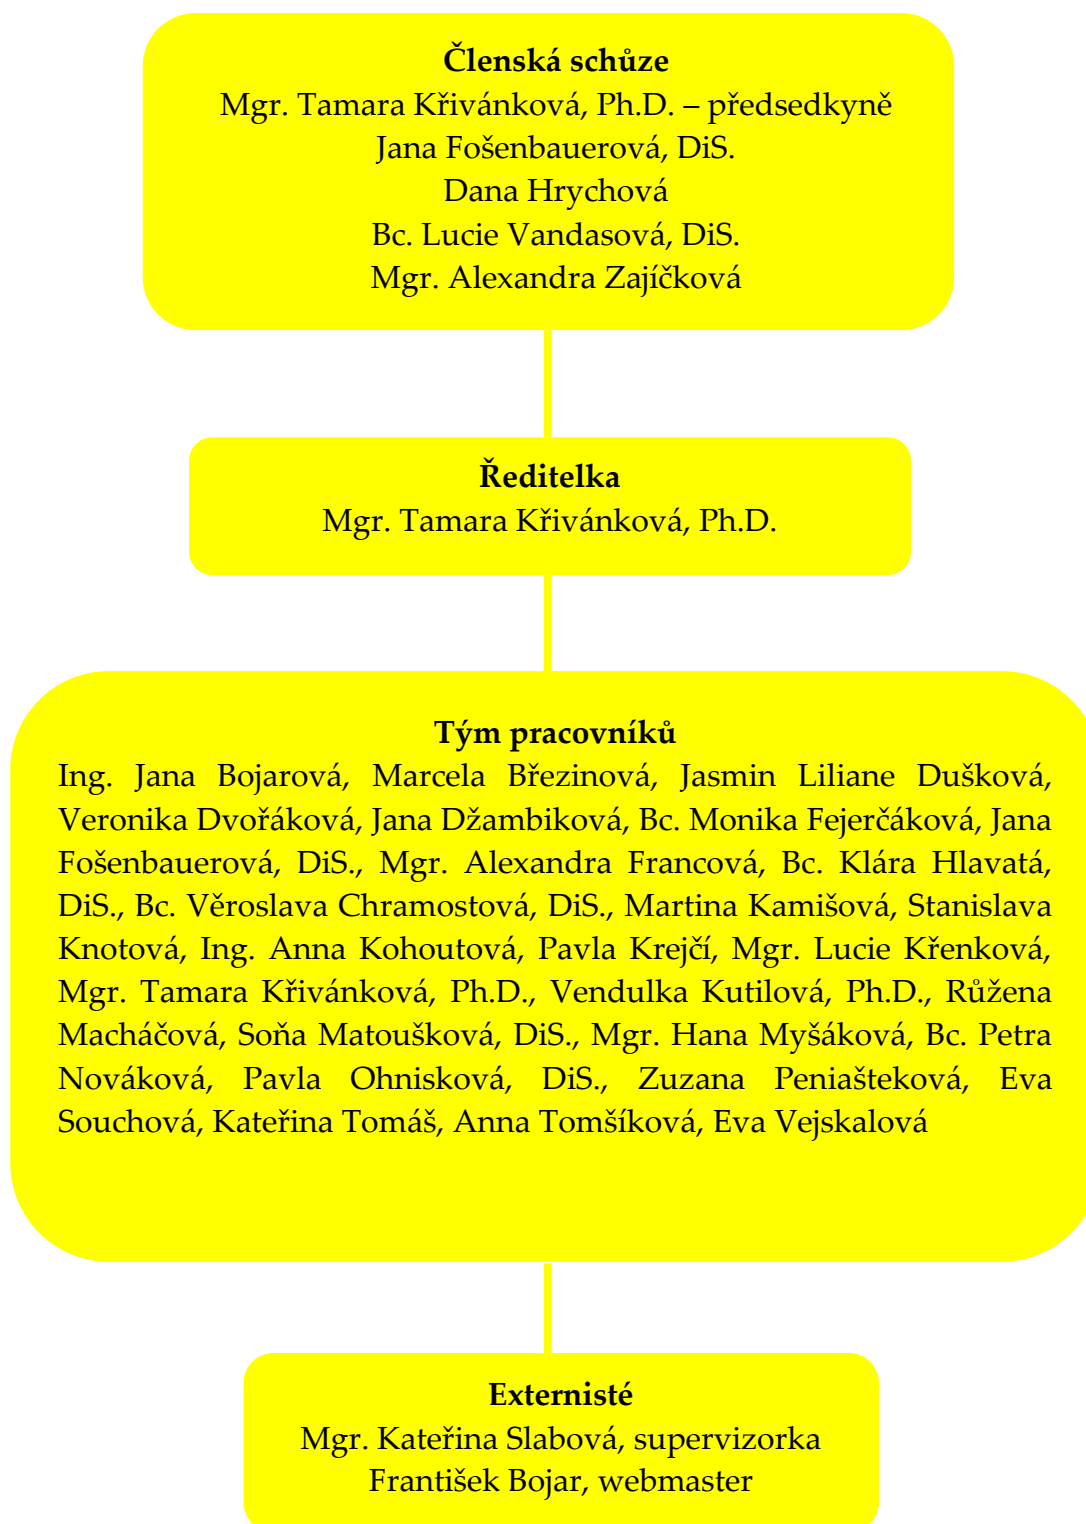 Členská schůze
Mgr. Tamara Křivánková, Ph.D. – předsedkyně
Jana Fošenbauerová, DiS.
Dana Hrychová
Bc. Lucie Vandasová, DiS.
Mgr. Alexandra Zajíčková
Ředitelka
Mgr. Tamara Křivánková, Ph.D.
Tým pracovníků
Ing. Jana Bojarová, Marcela Březinová, Jasmin Liliane Dušková,
Veronika Dvořáková, Jana Džambiková, Bc. Monika Fejerčáková, Jana
Fošenbauerová, DiS., Mgr. Alexandra Francová, Bc. Klára Hlavatá,
DiS., Bc. Věroslava Chramostová, DiS., Martina Kamišová, Stanislava
Knotová, Ing. Anna Kohoutová, Pavla Krejčí, Mgr. Lucie Křenková,
Mgr. Tamara Křivánková, Ph.D., Vendulka Kutilová, Ph.D., Růžena
Macháčová, Soňa Matoušková, DiS., Mgr. Hana Myšáková, Bc. Petra
Nováková, Pavla Ohnisková, DiS., Zuzana Peniašteková, Eva
Souchová, Kateřina Tomáš, Anna Tomšíková, Eva Vejskalová
Externisté
Mgr. Kateřina Slabová, supervizorka
František Bojar, webmaster